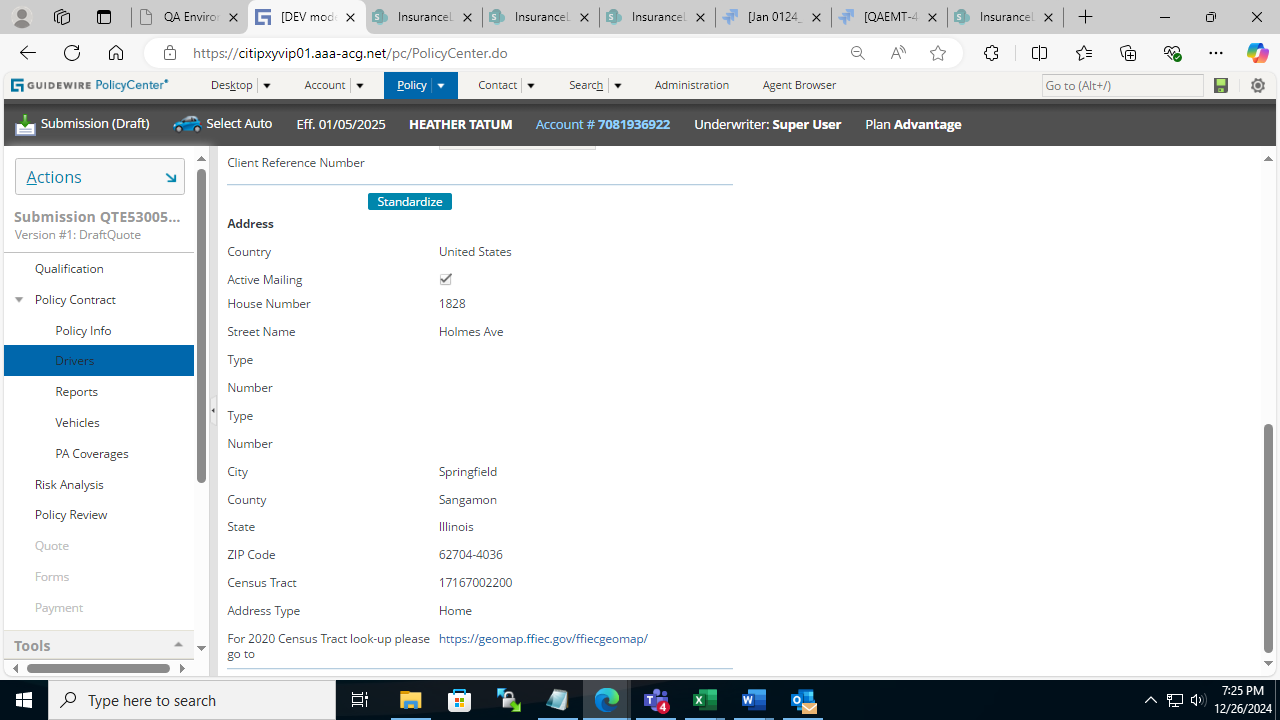 QA Environ
[DEV mode
InsuranceL
InsuranceL
InsuranceL
[Jan 0124_
[QAEMT-4
InsuranceL
https://citipxyvip01.aaa-acg.net/pc/PolicyCenter.do
GUIDEWIRE PolicyCenter
Desktop
Account
Policy
Contact
Search
Administration
Agent Browser
Go to (Alt+/)
Submission (Draft)
Select Auto
Eff. 01/05/2025
HEATHER TATUM
Account # 7081936922
Underwriter: Super User
Plan Advantage
Actions
Submission QTE53005...
Version #1: DraftQuote
Qualification
Policy Contract
Policy Info
Drivers
Reports
Vehicles
PA Coverages
Risk Analysis
Policy Review
Quote
Forms
Payment
Tools
Client Reference Number
Standardize
Address
Country United States
Active Mailing
House Number 1828
Street Name Holmes Ave
Type
Number
Type
Number
City Springfield
County Sangamon
State Illinois
ZIP Code 62704-4036
Census Tract 17167002200
Address Type Home
For 2020 Census Tract look-up please https://geomap.ffiec.gov/ffiecgeomap/
go to
Type here to search
4
7:25 PM
12/26/2024